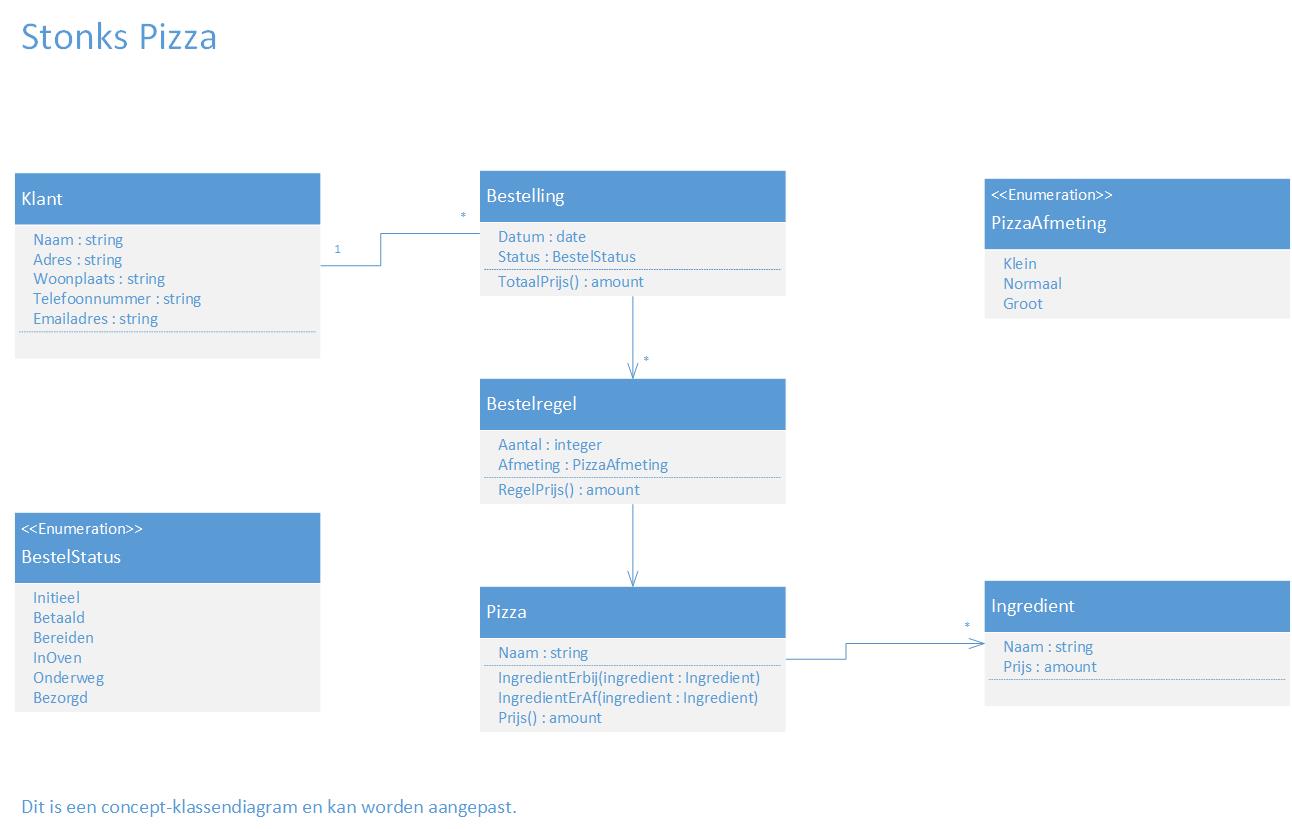 Stonks Pizza
Klant
Naam : string
Adres : string
Woonplaats : string
Telefoonnummer : string
Emailadres : string
1
*
Bestelling
Datum : date
Status : BestelStatus
TotaalPrijs() : amount
<<Enumeration>>
PizzaAfmeting
Klein
Normaal
Groot
*
Bestelregel
Aantal : integer
Afmeting : PizzaAfmeting
RegelPrijs() : amount
<<Enumeration>>
BestelStatus
Initieel
Betaald
Bereiden
InOven
Onderweg
Bezorgd
Pizza
Naam : string
IngredientErbij(ingredient : Ingredient)
IngredientErAf(ingredient : Ingredient)
Prijs() : amount
*
Ingredient
Naam : string
Prijs : amount
Dit is een concept-klassendiagram en kan worden aangepast.